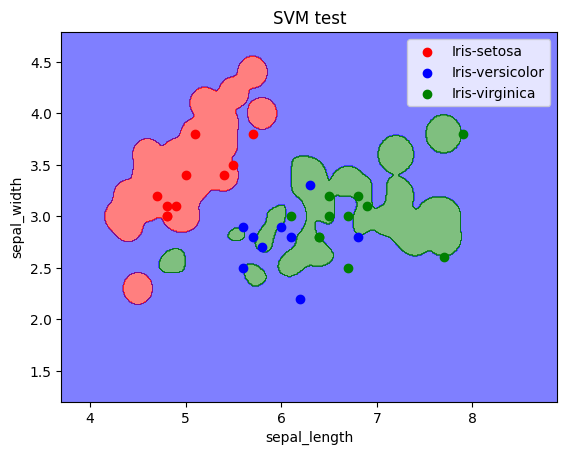 SVM test
Iris-setosa
Iris-versicolor
Iris-virginica
4.5
4.0
3.5
3.0
2.5
2.0
1.5
sepal_width
4
5
6
7
8
sepal_length